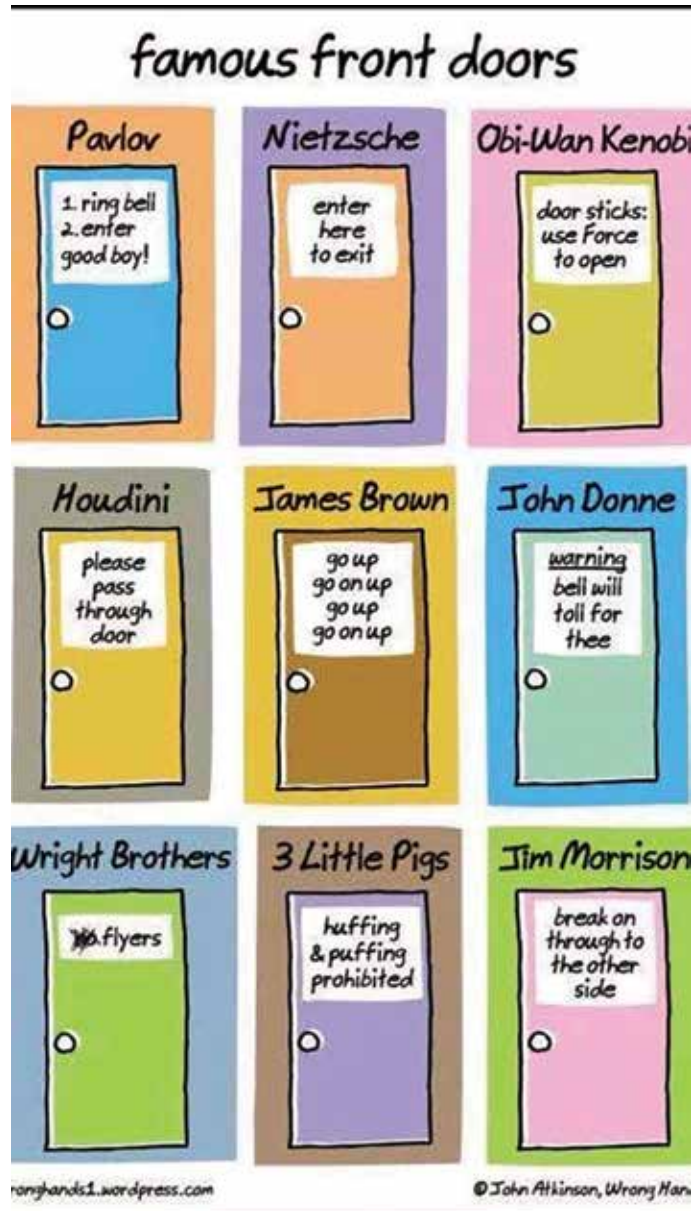 famous front doors
Pavlov
1. ring bell
2. enter
good boy!
Nietzsche
enter
here
to exit
Obi-Wan Kenobi
door sticks:
use Force
to open
Houdini
please
pass
through
door
James Brown
go up
go on up
go up
go on up
John Donne
warning
bell will
toll for
thee
Wright Brothers
flyers
3 Little Pigs
huffing
& puffing
prohibited
Jim Morrison
break on
through to
the other
side
ronghands1.wordpress.com
© John Atkinson, Wrong Han